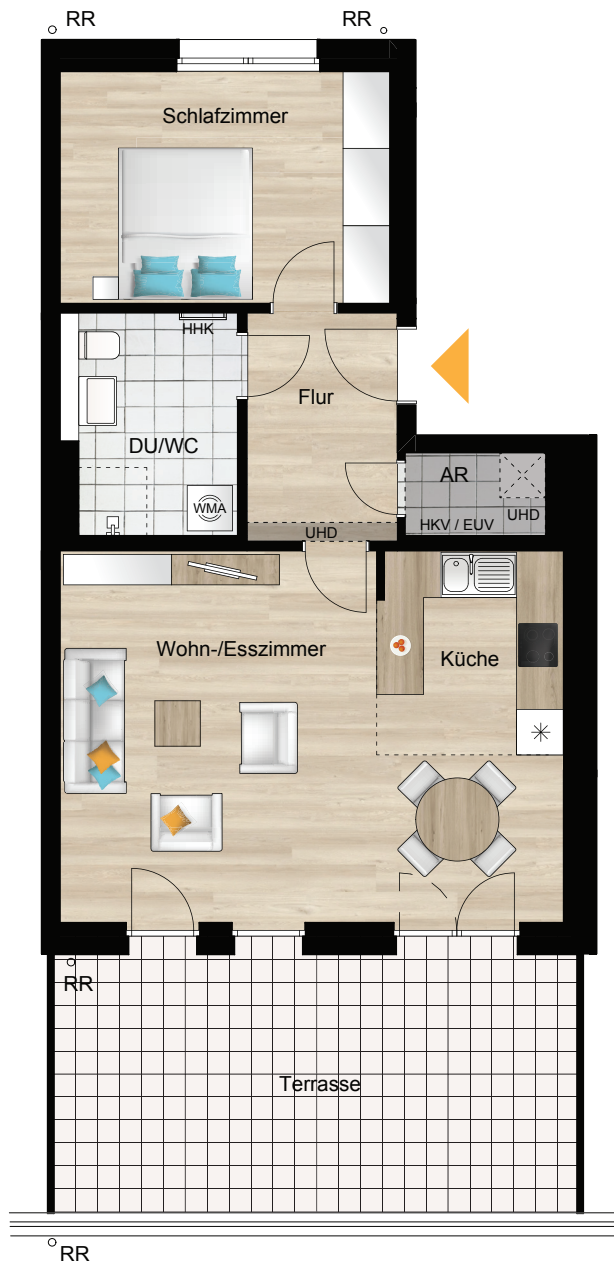 RR
RR
Schlafzimmer
HHK
Flur
DU/WC
AR
WMA
HKV / EUV
UHD
UHD
Wohn-/Esszimmer
Küche
RR
Terrasse
RR